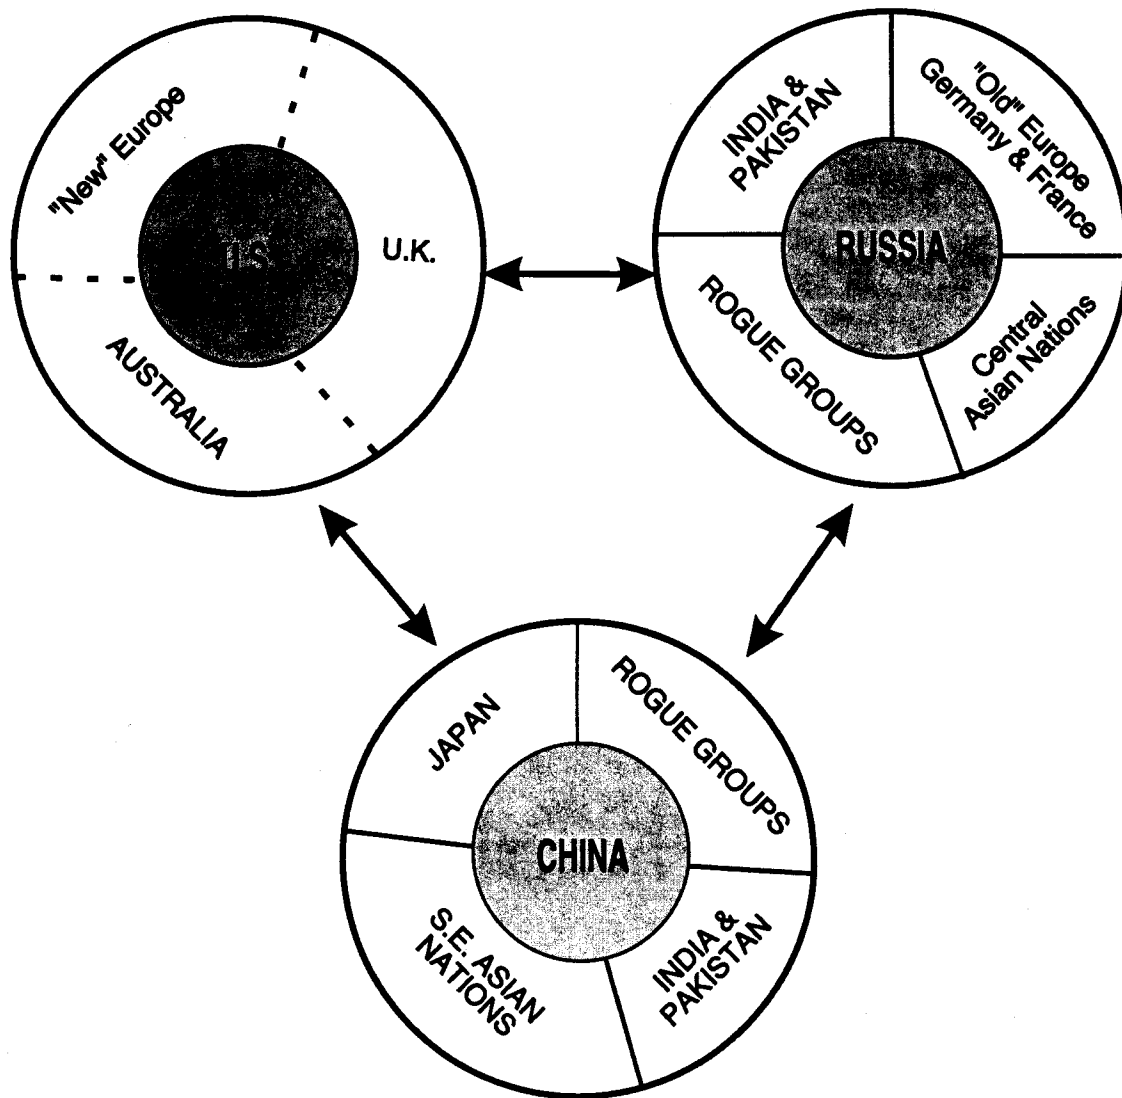 "New" Europe
US
U.K.
AUSTRALIA
INDIA &
PAKISTAN
"Old" Europe
Germany & France
RUSSIA
ROGUE GROUPS
Central
Asian Nations
JAPAN
ROGUE GROUPS
CHINA
S.E. ASIAN
NATIONS
INDIA &
PAKISTAN